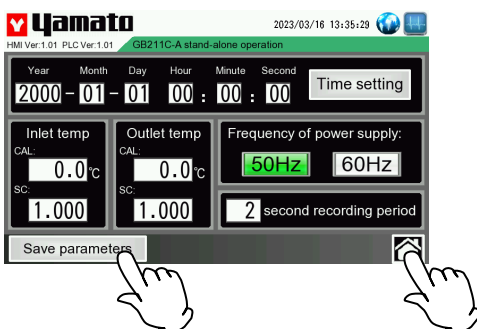 Yamato
2023/03/16 13:35:29
HMI Ver:1.01 PLC Ver:1.01 GB211C-A stand-alone operation
Year Month Day Hour Minute Second
2000 - 01 - 01 00 : 00 : 00 Time setting
Inlet temp Outlet temp Frequency of power supply:
CAL: CAL:
0.0 ℃ 0.0 ℃ 50Hz 60Hz
SC: SC:
1.000 1.000 2 second recording period
Save parameters